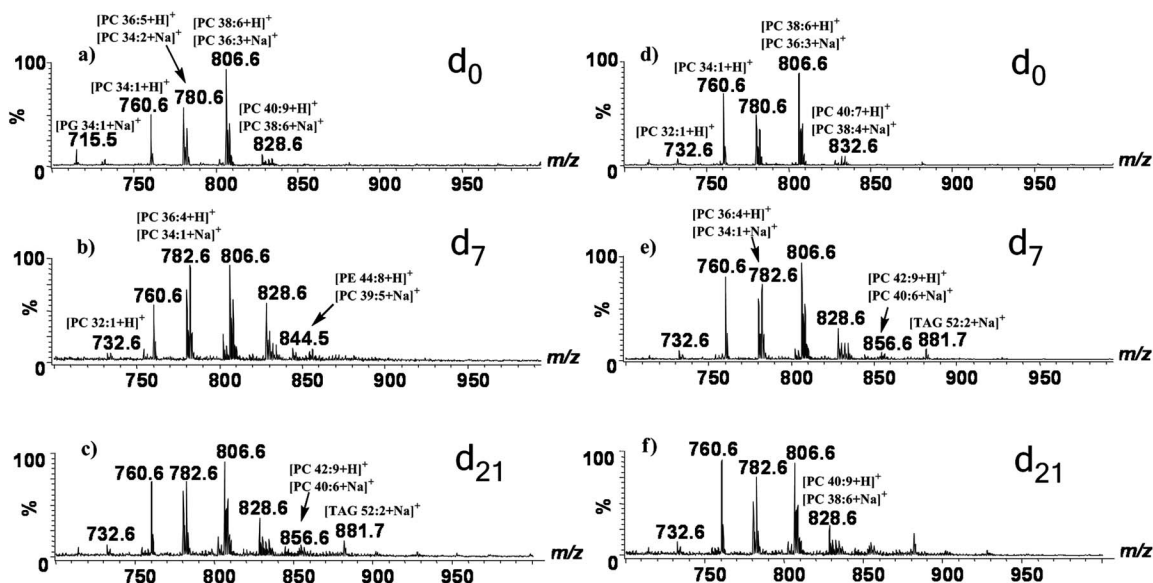 a)
[PC 36:5+H]+
[PC 34:2+Na]+
[PC 38:6+H]+
[PC 36:3+Na]+
806.6
d0
100
[PC 34:1+H]+
760.6
780.6
[PG 34:1+Na]+
715.5
[PC 40:9+H]+
[PC 38:6+Na]+
828.6
%
0
m/z
750 800 850 900 950
d)
[PC 38:6+H]+
[PC 36:3+Na]+
806.6
d0
100
[PC 34:1+H]+
760.6
780.6
[PC 32:1+H]+
732.6
[PC 40:7+H]+
[PC 38:4+Na]+
832.6
%
0
m/z
750 800 850 900 950
b)
[PC 36:4+H]+
[PC 34:1+Na]+
782.6
806.6
d7
100
760.6
828.6
[PE 44:8+H]+
[PC 39:5+Na]+
844.5
[PC 32:1+H]+
732.6
%
0
m/z
750 800 850 900 950
e)
[PC 36:4+H]+
[PC 34:1+Na]+
806.6
d7
100
760.6
782.6
[PC 42:9+H]+
[PC 40:6+Na]+
828.6
856.6
[TAG 52:2+Na]+
881.7
732.6
%
0
m/z
750 800 850 900 950
c)
806.6
d21
100
760.6
782.6
[PC 42:9+H]+
[PC 40:6+Na]+
828.6
856.6
[TAG 52:2+Na]+
881.7
732.6
%
0
m/z
750 800 850 900 950
f)
760.6
806.6
d21
100
782.6
[PC 40:9+H]+
[PC 38:6+Na]+
828.6
732.6
%
0
m/z
750 800 850 900 950